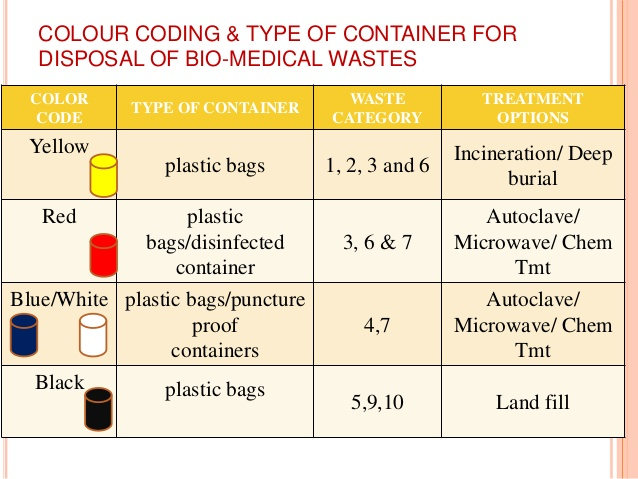 COLOUR CODING & TYPE OF CONTAINER FOR
DISPOSAL OF BIO-MEDICAL WASTES
COLOR
CODE
TYPE OF CONTAINER
WASTE
CATEGORY
TREATMENT
OPTIONS
Yellow
plastic bags
1, 2, 3 and 6
Incineration/ Deep
burial
Red
plastic
bags/disinfected
container
3, 6 & 7
Autoclave/
Microwave/ Chem
Tmt
Blue/White
plastic bags/puncture
proof
containers
4,7
Autoclave/
Microwave/ Chem
Tmt
Black
plastic bags
5,9,10
Land fill